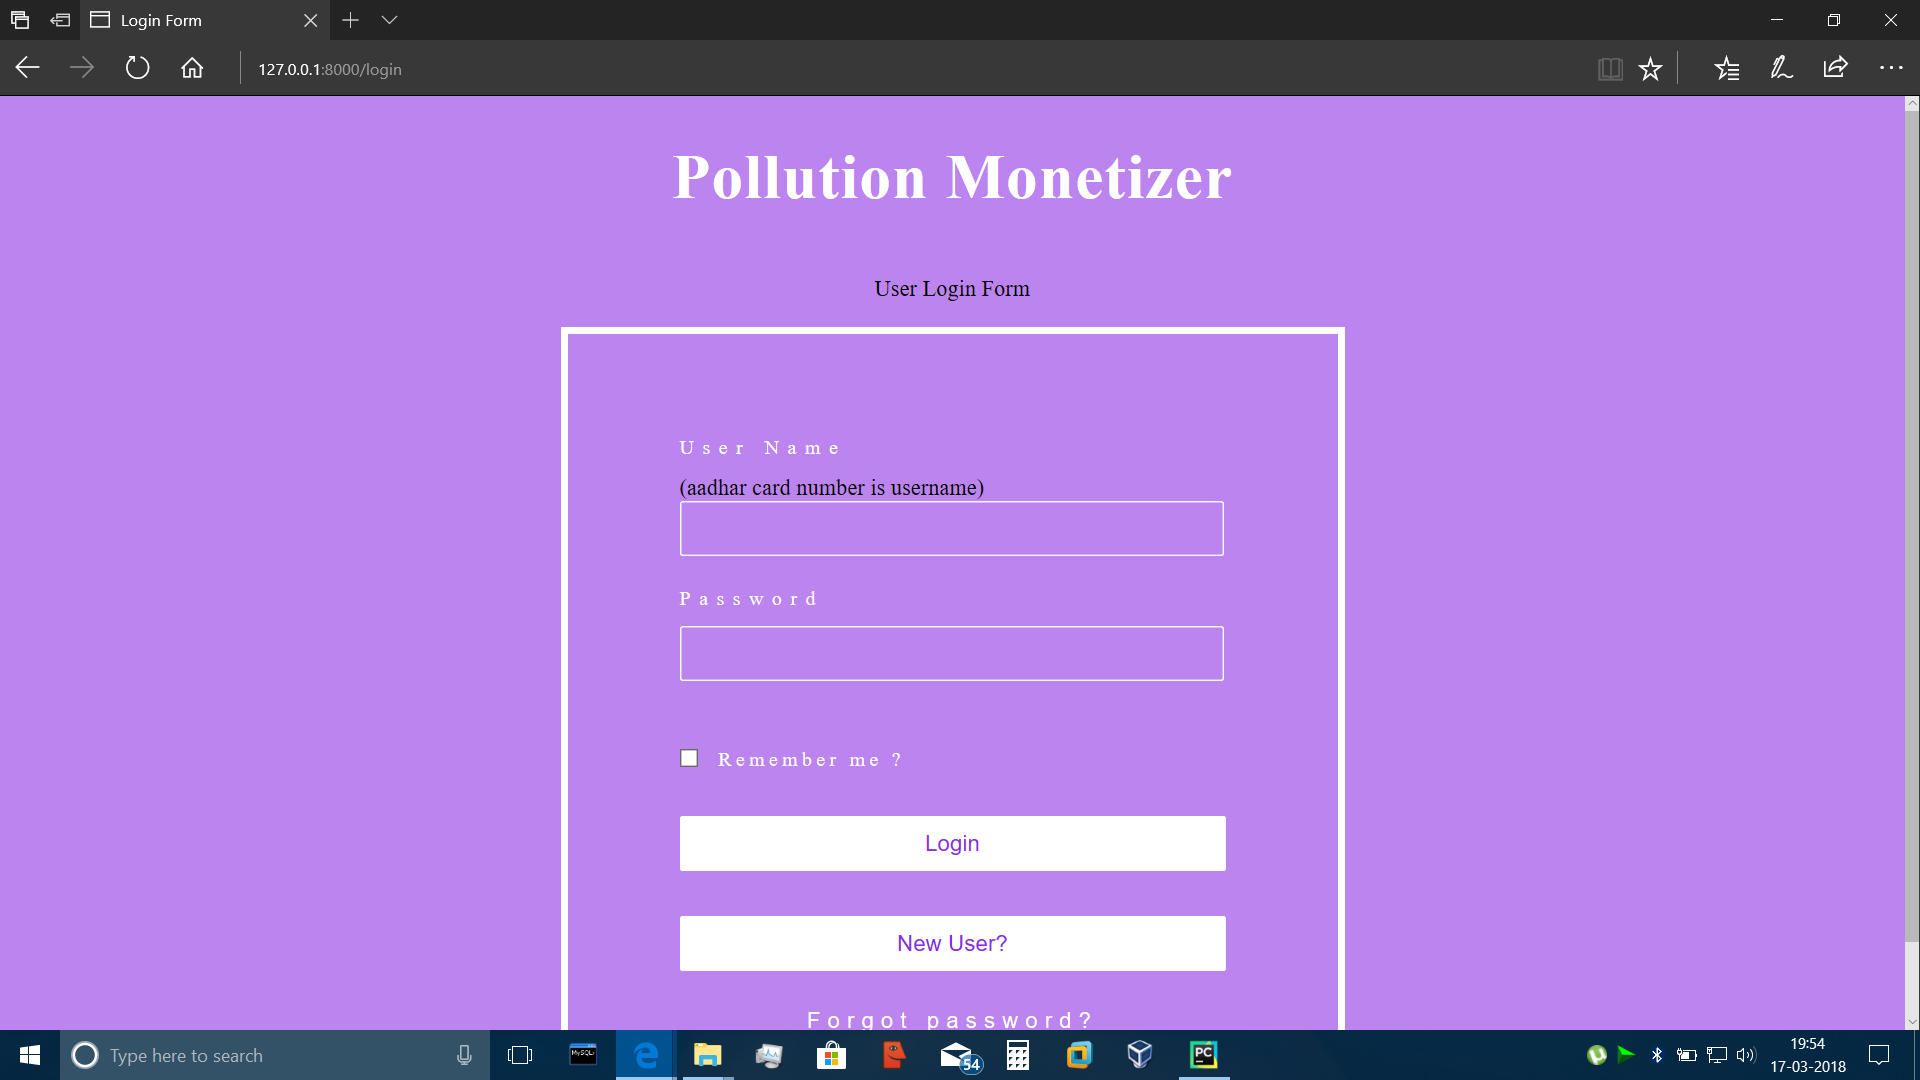 Login Form
127.0.0.1:8000/login
Pollution Monetizer
User Login Form
User Name
(aadhar card number is username)
Password
Remember me ?
Login
New User?
Forgot password?
Type here to search
MySQL
54
PC
19:54
17-03-2018